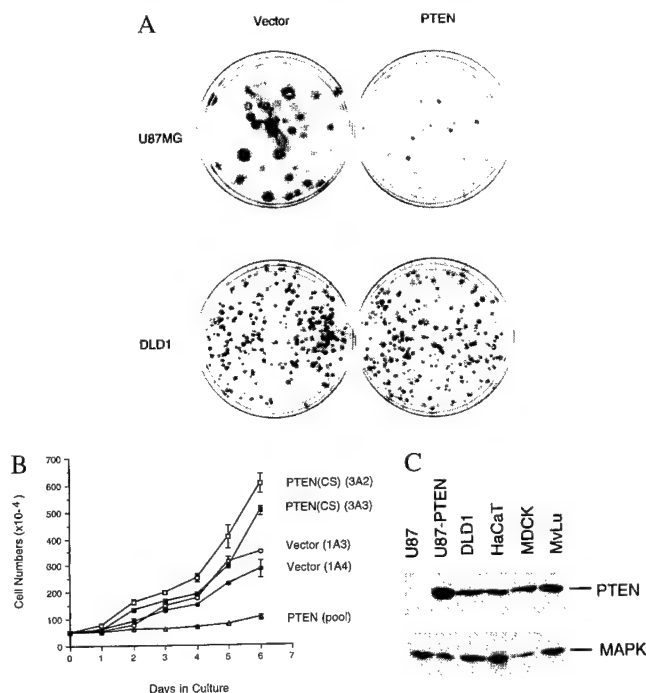 A
Vector
PTEN
U87MG
DLD1
B
Cell Numbers (x10-4)
700
600
500
400
300
200
100
0
0 1 2 3 4 5 6 7
Days in Culture
PTEN(CS) (3A2)
PTEN(CS) (3A3)
Vector (1A3)
Vector (1A4)
PTEN (pool)
C
U87
U87-PTEN
DLD1
HaCaT
MDCK
MvLu
PTEN
MAPK